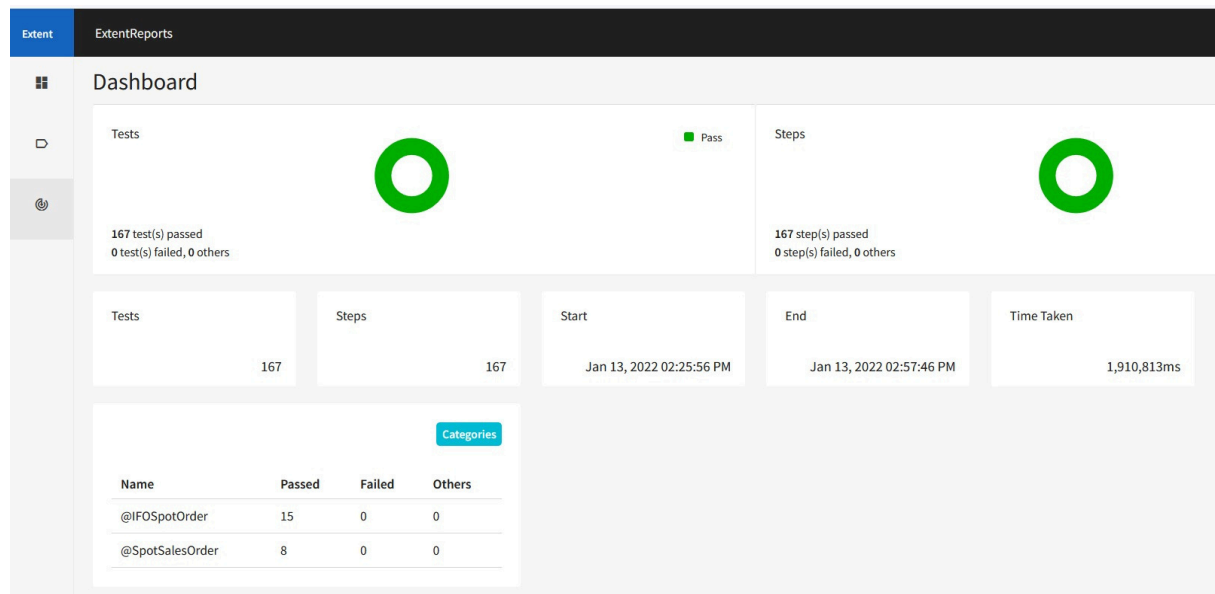 Extent ExtentReports
Dashboard
Tests
Pass
167 test(s) passed
0 test(s) failed, 0 others
Steps
167 step(s) passed
0 step(s) failed, 0 others
Tests
167
Steps
167
Start
Jan 13, 2022 02:25:56 PM
End
Jan 13, 2022 02:57:46 PM
Time Taken
1,910,813ms
Categories
Name Passed Failed Others
@IFOSpotOrder 15 0 0
@SpotSalesOrder 8 0 0